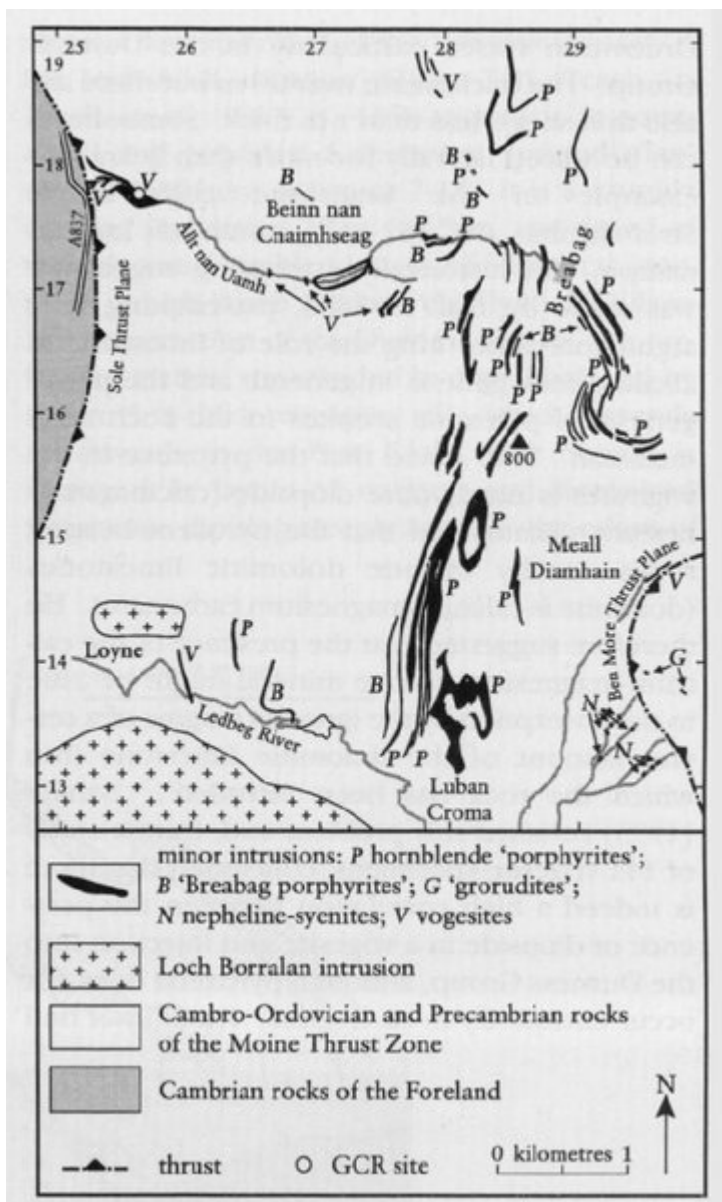 25 26 27 28 29
19
V P
P
18
V V B B P
P
B
Beinn nan
Cnaimhseag
P P
A837
Allt nan Uamh
B
Breabag
17
V B
P P B P
P P
Sole Thrust Plane
P P
16
P P
800
P
15
P
Meall
Diamhain
P P
Ben More Thrust Plane
V
P
Loyne
14
V B B P
G
N
Ledbeg River
N
P P
13
Luban
Croma
minor intrusions: P hornblende 'porphyrites';
B 'Breabag porphyrites'; G 'grorudites';
N nepheline-syenites; V vogesites
Loch Borralan intrusion
Cambro-Ordovician and Precambrian rocks
of the Moine Thrust Zone
Cambrian rocks of the Foreland
N
thrust GCR site 0 kilometres 1